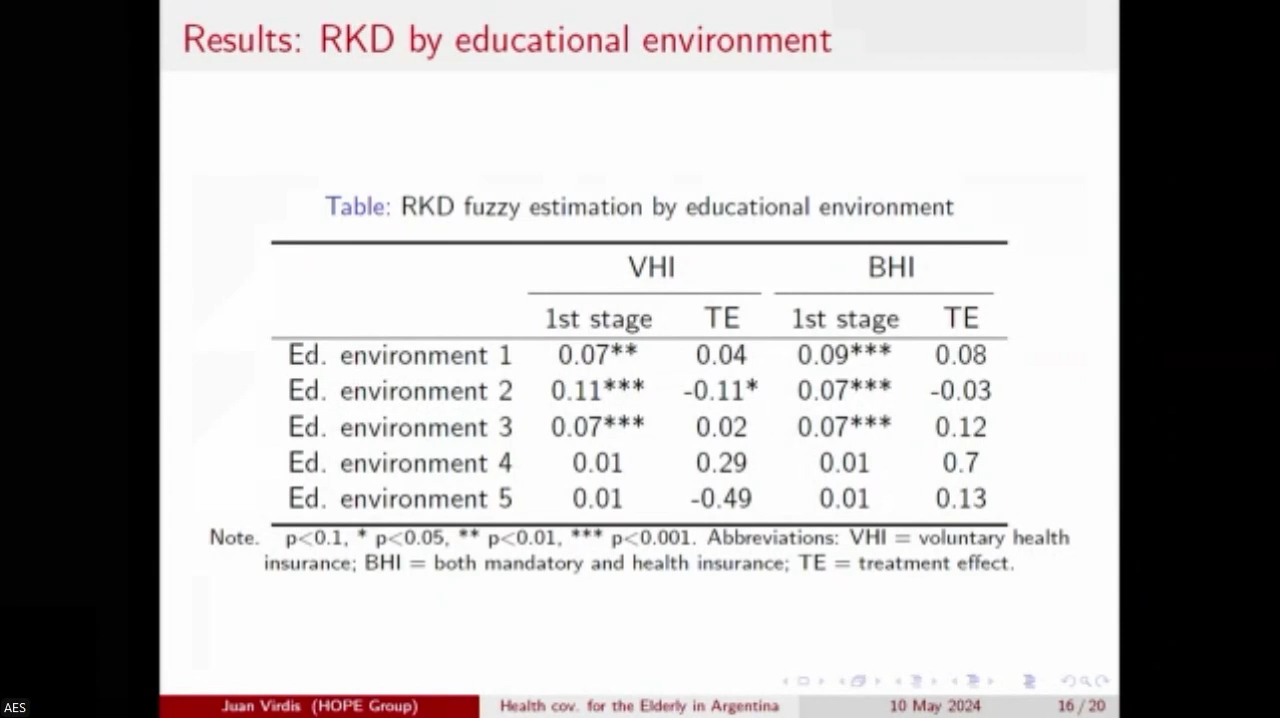 Results: RKD by educational environment
Table: RKD fuzzy estimation by educational environment
VHI BHI
1st stage TE 1st stage TE
Ed. environment 1 0.07** 0.04 0.09*** 0.08
Ed. environment 2 0.11*** -0.11* 0.07*** -0.03
Ed. environment 3 0.07*** 0.02 0.07*** 0.12
Ed. environment 4 0.01 0.29 0.01 0.7
Ed. environment 5 0.01 -0.49 0.01 0.13
Note. p<0.1, * p<0.05, ** p<0.01, *** p<0.001. Abbreviations: VHI = voluntary health
insurance; BHI = both mandatory and health insurance; TE = treatment effect.
AES
Juan Virdis (HOPE Group) Health cov. for the Elderly in Argentina 10 May 2024 16 / 20